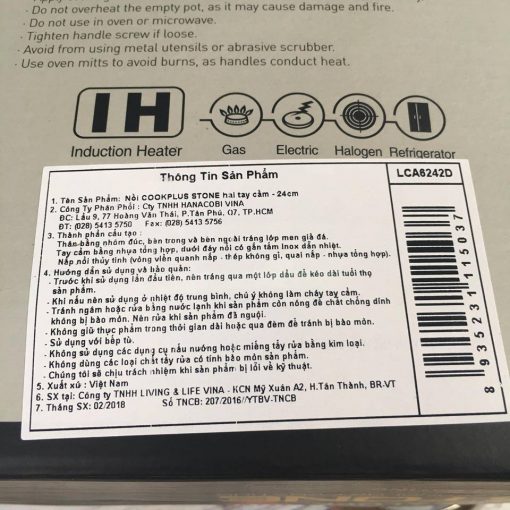 · Do not overheat the empty pot, as it may cause damage and fire.
· Do not use in oven or microwave.
· Tighten handle screw if loose.
· Avoid from using metal utensils or abrasive scrubber.
· Use oven mitts to avoid burns, as handles conduct heat.
IH
Induction Heater Gas Electric Halogen Refrigerator
Thông Tin Sản Phẩm
LCA6242D
1. Tên Sản Phẩm: Nồi COOKPLUS STONE hai tay cầm - 24cm
2. Công Ty Phân Phối : Cty TNHH HANACOBI VINA
ĐC: Lầu 9, 77 Hoàng Văn Thái, P.Tân Phú, Q7, TP.HCM
ĐT: (028) 5413 5750 Fax: (028) 5413 5756
3. Thành phần cấu tạo :
Thân bằng nhôm đúc, bên trong và bên ngoài tráng lớp men giả đá.
Tay cầm bằng nhựa tổng hợp, dưới đáy nồi có gắn tấm Inox dẫn nhiệt.
Nắp nồi thủy tinh (vòng viền quanh nắp - thép không gỉ, quai nắp - nhựa tổng hợp).
4. Hướng dẫn sử dụng và bảo quản:
- Trước khi sử dụng lần đầu tiên, nên tráng qua một lớp dầu để kéo dài tuổi thọ
sản phẩm.
- Khi nấu nên sử dụng ở nhiệt độ trung bình, chú ý không làm cháy tay cầm.
- Tránh ngâm hoặc rửa bằng nước lạnh khi sản phẩm còn nóng để chất chống dính
không bị bào mòn. Nên rửa khi sản phẩm đã nguội.
- Không giữ thực phẩm trong thời gian dài hoặc qua đêm để tránh bị bào mòn.
- Sử dụng với bếp từ.
- Không sử dụng các dụng cụ nấu nướng hoặc miếng tẩy rửa bằng kim loại.
- Không dùng các loại chất tẩy rửa có tính bào mòn sản phẩm.
- Chúng tôi sẽ chịu trách nhiệm khi sản phẩm bị lỗi về kỹ thuật.
5. Xuất xứ : Việt Nam
6. SX tại: Công ty TNHH LIVING & LIFE VINA - KCN Mỹ Xuân A2, H.Tân Thành, BR-VT
7. Tháng SX: 02/2018 Số TNCB: 207/2016//YTBV-TNCB
8 935231 115037